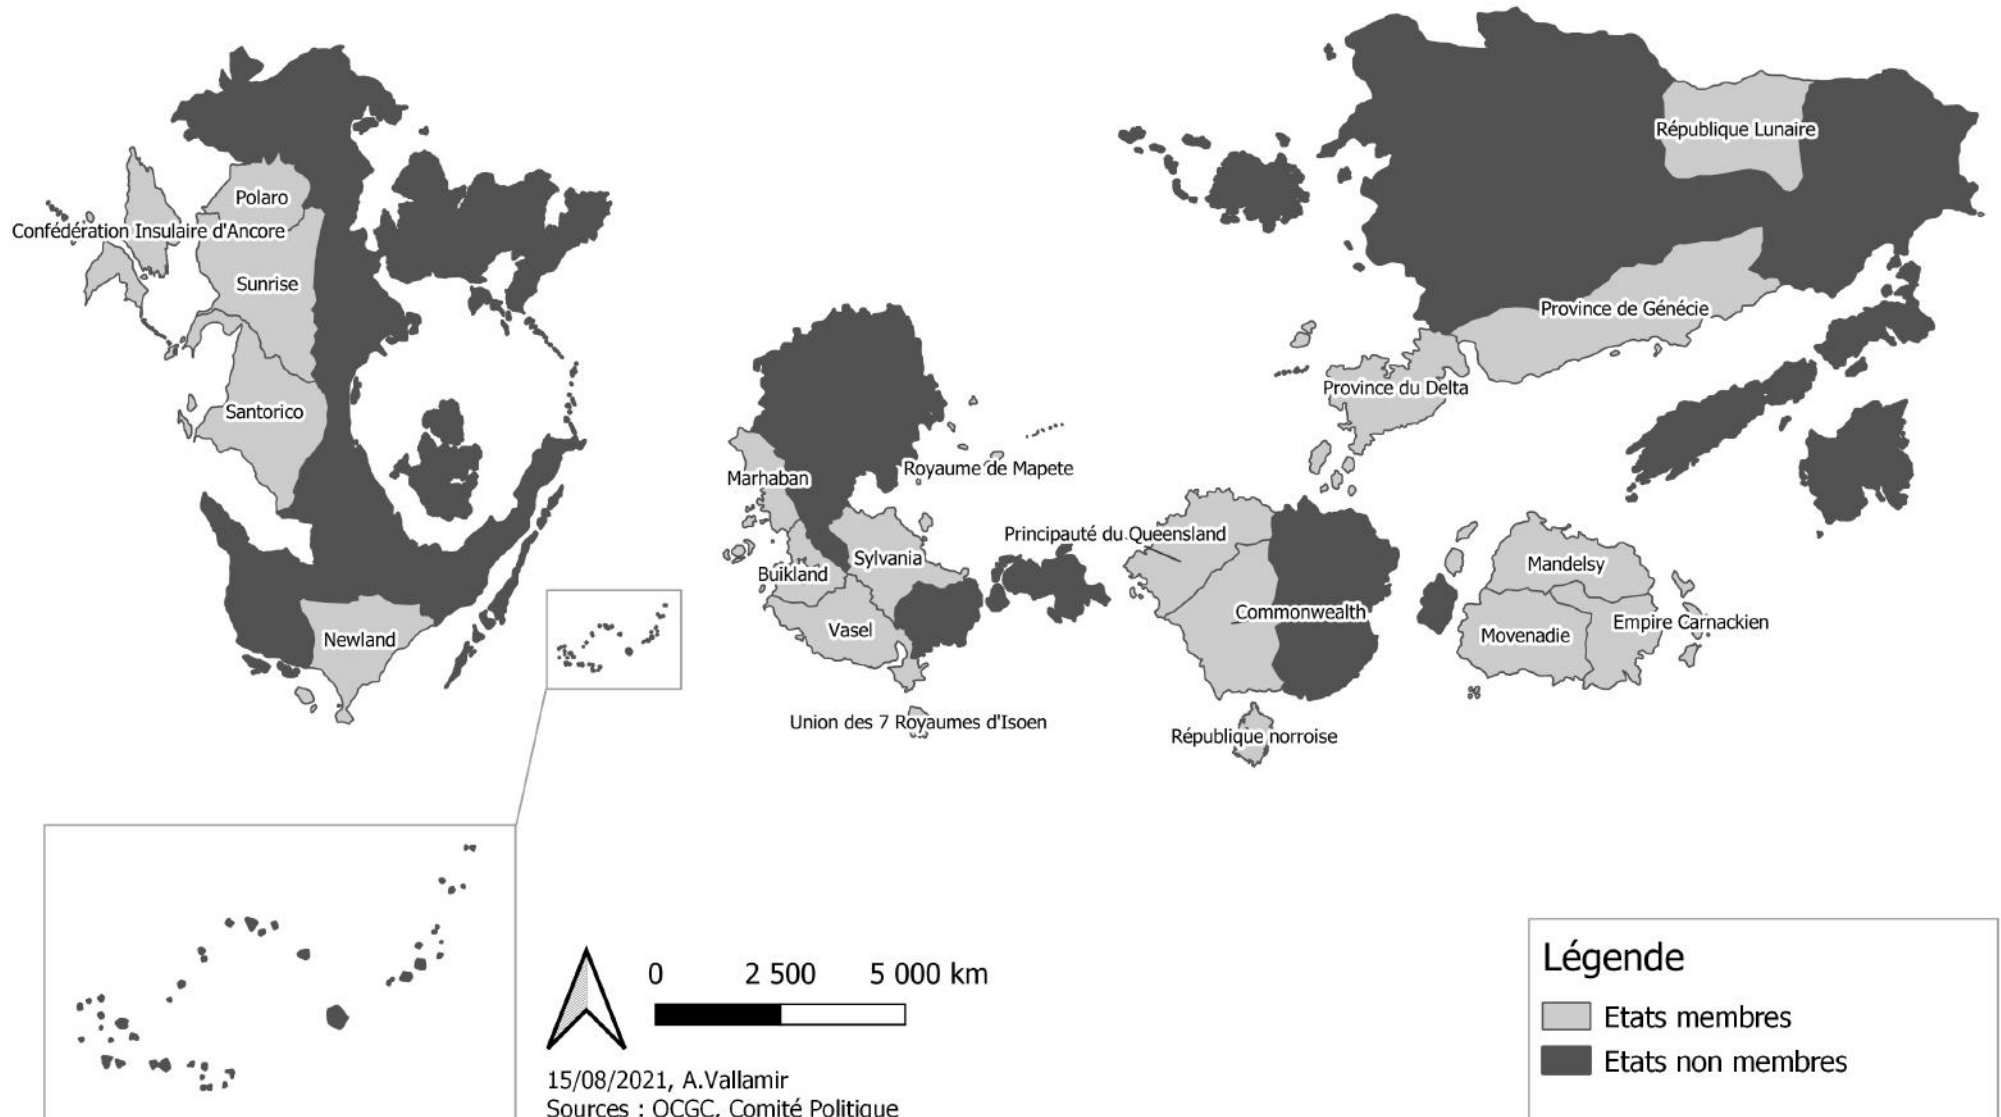 République Lunaire
Polaro
Confédération Insulaire d'Ancore
Sunrise
Province de Génécie
Province du Delta
Santorico
Royaume de Mapete
Marhaban
Principauté du Queensland
Sylvania
Mandelsy
Buikland
Commonwealth
Empire Carnackien
Vasel
Movenadie
Newland
Union des 7 Royaumes d'Isoen
République norroise
0 2 500 5 000 km
15/08/2021, A.Vallamir
Sources : OCGC, Comité Politique
Légende
Etats membres
Etats non membres